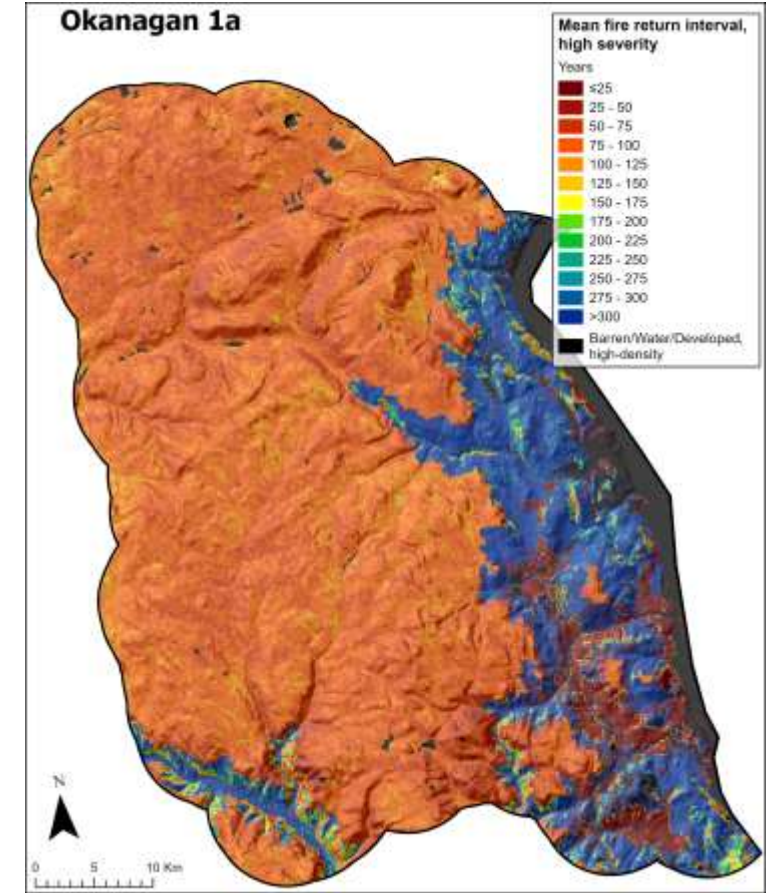 Okanagan 1a
Mean fire return interval,
high severity
Years
≤25
25 - 50
50 - 75
75 - 100
100 - 125
125 - 150
150 - 175
175 - 200
200 - 225
225 - 250
250 - 275
275 - 300
>300
Barren/Water/Developed,
high-density
N
0 5 10 Km